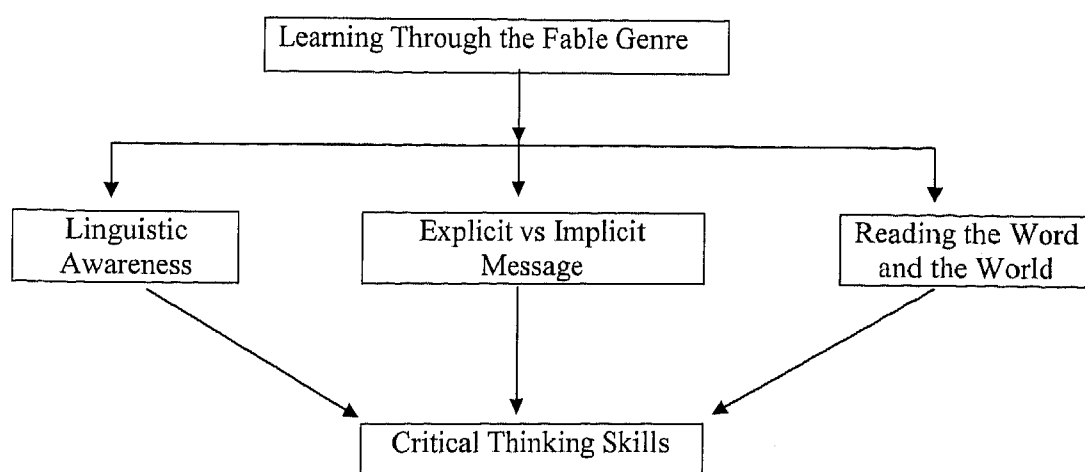 Learning Through the Fable Genre
Linguistic
Awareness
Explicit vs Implicit
Message
Reading the Word
and the World
Critical Thinking Skills